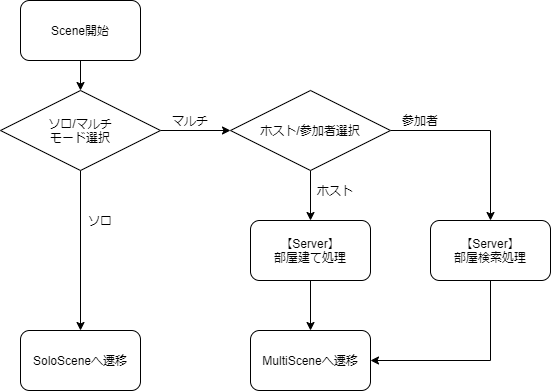 Scene開始
ソロ/マルチ
モード選択
マルチ
ホスト/参加者選択
参加者
ホスト
ソロ
【Server】
部屋建て処理
【Server】
部屋検索処理
SoloSceneへ遷移
MultiSceneへ遷移